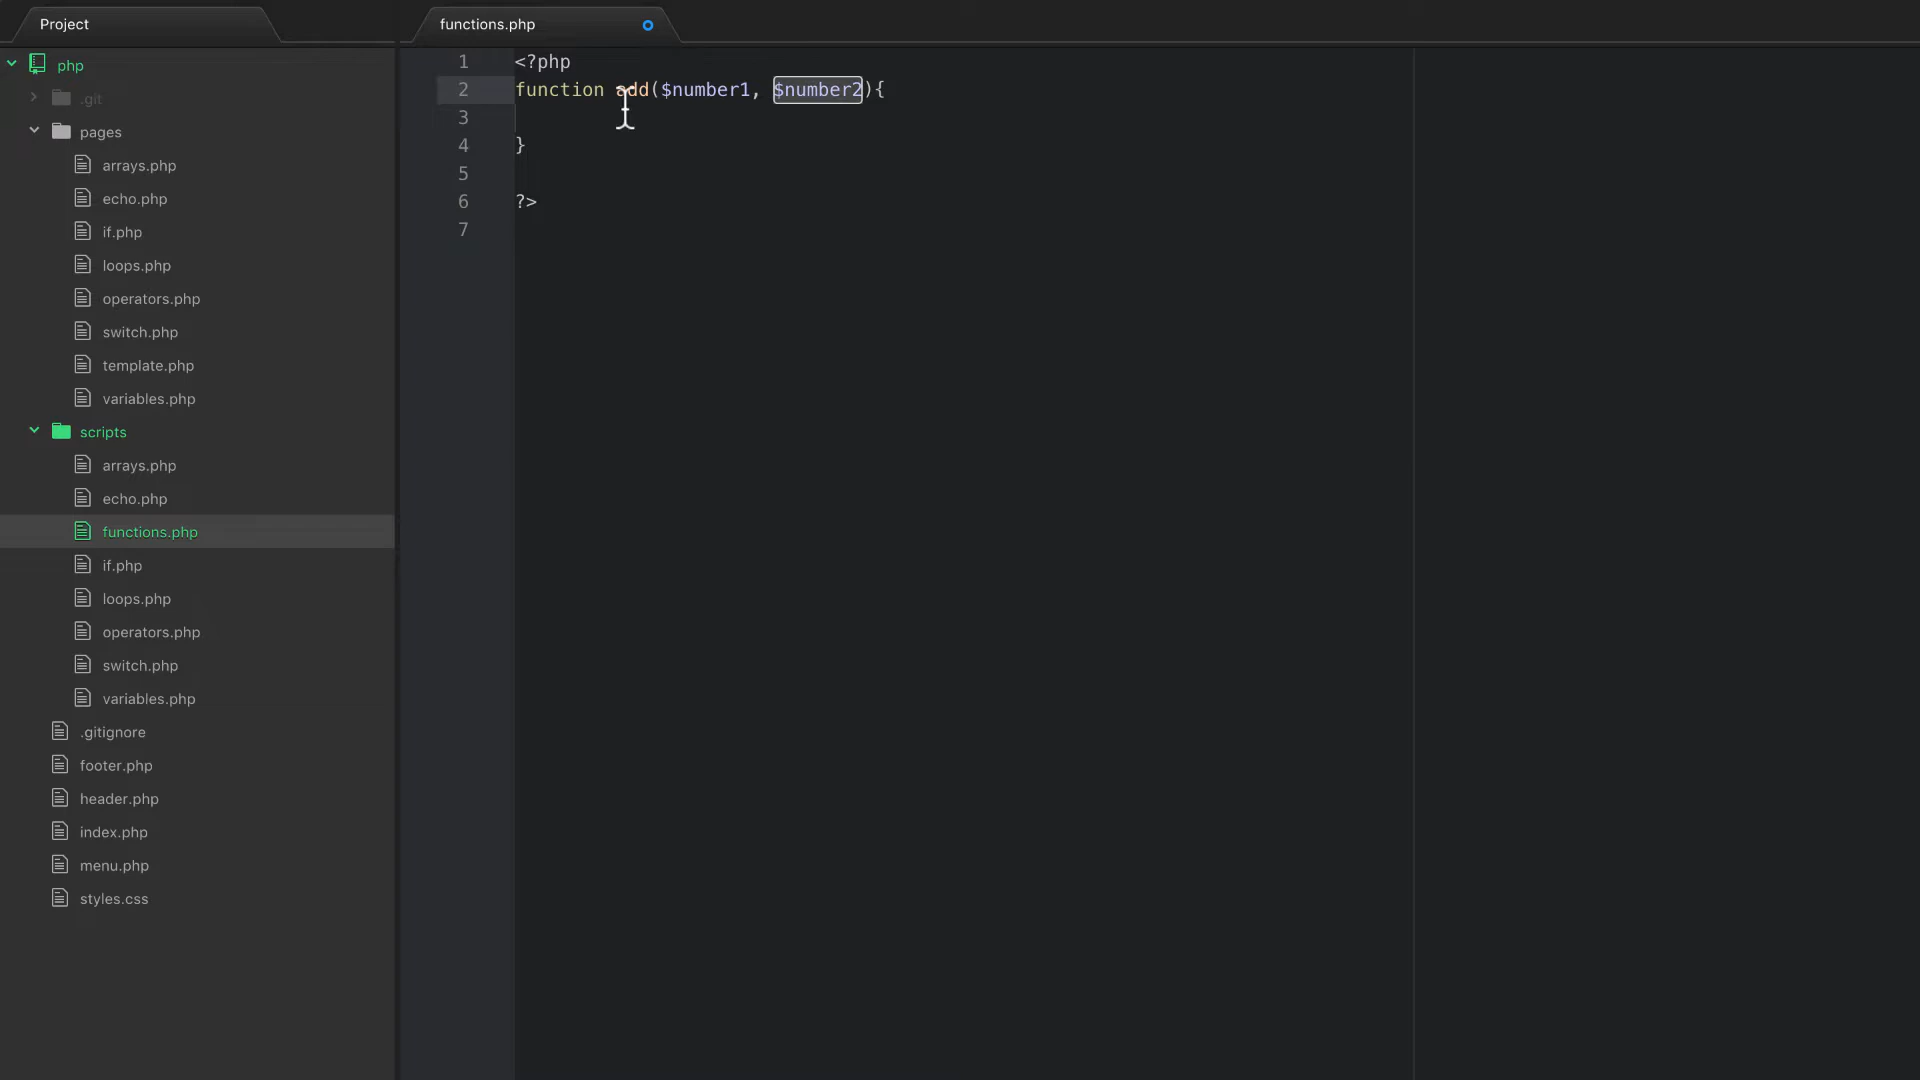 Project
php
.git
pages
arrays.php
echo.php
if.php
loops.php
operators.php
switch.php
template.php
variables.php
scripts
arrays.php
echo.php
functions.php
if.php
loops.php
operators.php
switch.php
variables.php
.gitignore
footer.php
header.php
index.php
menu.php
styles.css
functions.php
1 <?php
2 function add($number1, $number2){
3
4 }
5
6 ?>
7